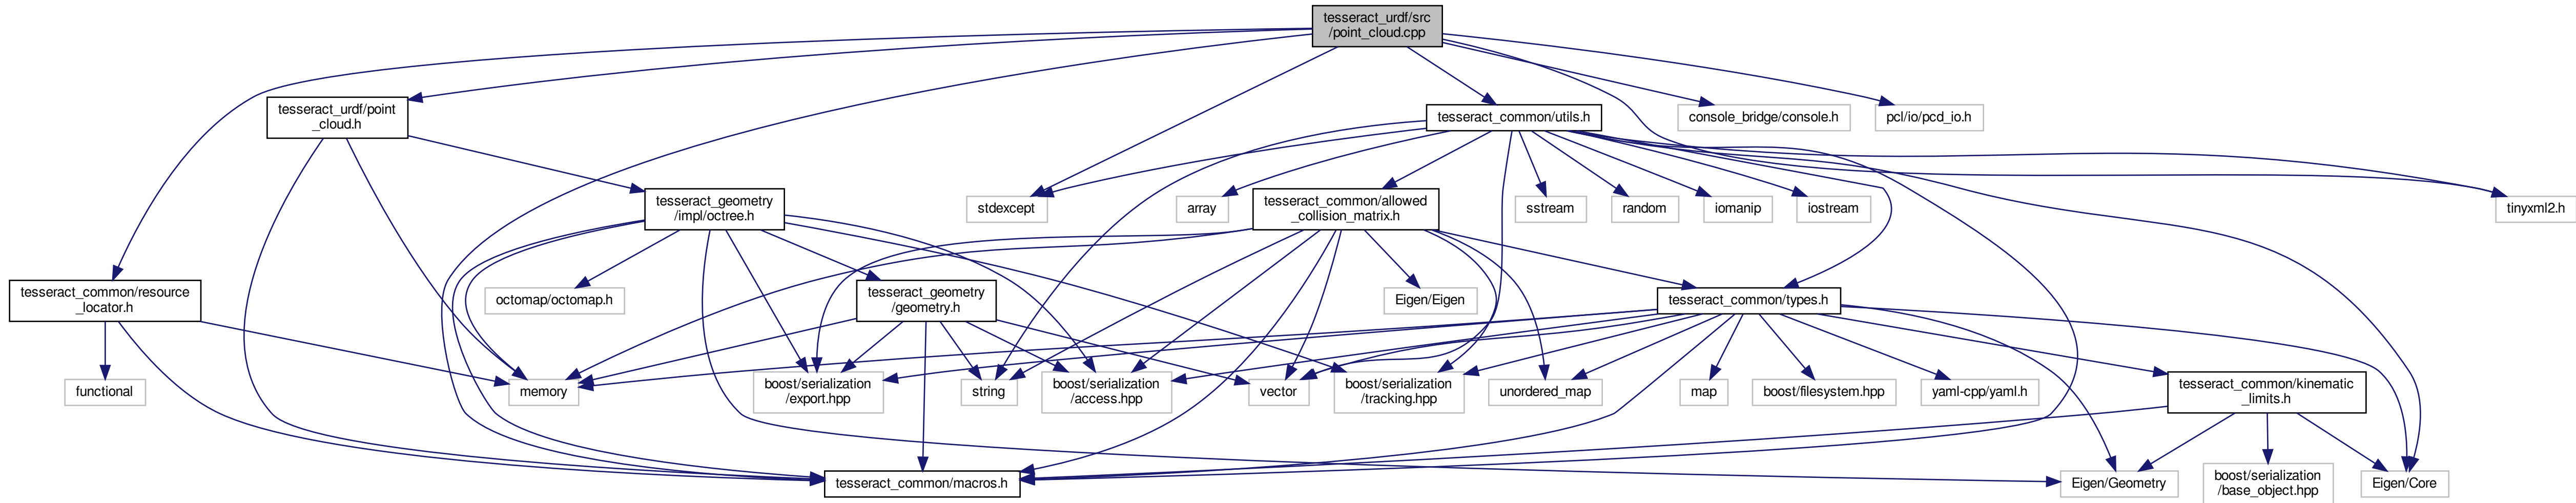 tesseract_urdf/src
/point_cloud.cpp
tesseract_urdf/point
_cloud.h
tesseract_common/utils.h
console_bridge/console.h
pcl/io/pcd_io.h
tesseract_geometry
/impl/octree.h
stdexcept
array
tesseract_common/allowed
_collision_matrix.h
sstream
random
iomanip
iostream
tinyxml2.h
tesseract_common/resource
_locator.h
octomap/octomap.h
tesseract_geometry
/geometry.h
Eigen/Eigen
tesseract_common/types.h
functional
memory
boost/serialization
/export.hpp
string
boost/serialization
/access.hpp
vector
boost/serialization
/tracking.hpp
unordered_map
map
boost/filesystem.hpp
yaml-cpp/yaml.h
tesseract_common/kinematic
_limits.h
tesseract_common/macros.h
Eigen/Geometry
boost/serialization
/base_object.hpp
Eigen/Core